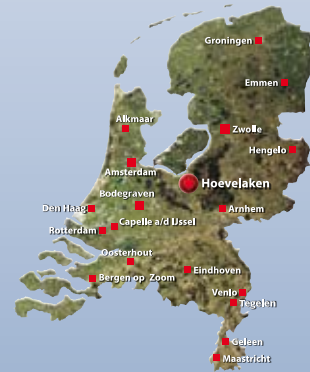 Groningen
Emmen
Alkmaar
Zwolle
Hengelo
Amsterdam
Hoevelaken
Bodegraven
Den Haag
Arnhem
Capelle a/d IJssel
Rotterdam
Oosterhout
Eindhoven
Bergen op Zoom
Venlo
Tegelen
Geleen
Maastricht